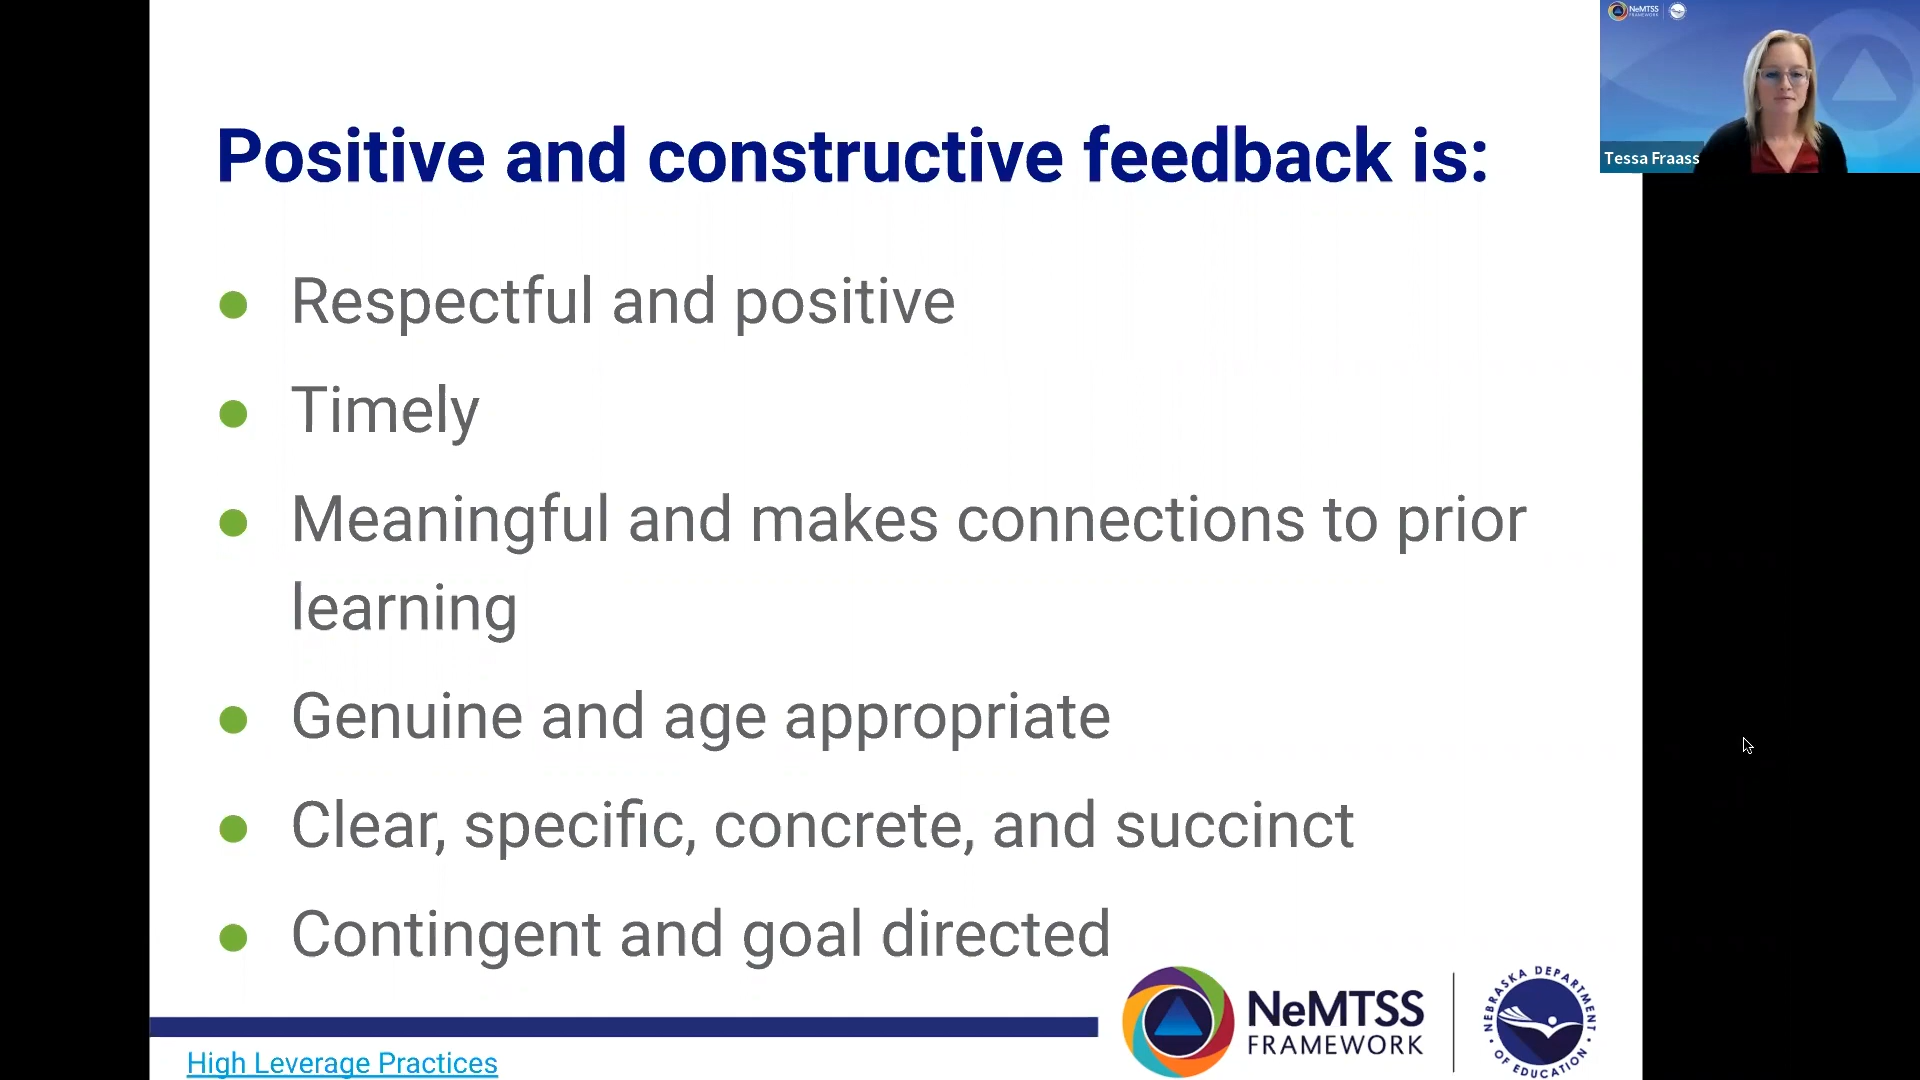 NeMTSS
FRAMEWORK
Tessa Fraass
Positive and constructive feedback is:
Respectful and positive
Timely
Meaningful and makes connections to prior
learning
Genuine and age appropriate
Clear, specific, concrete, and succinct
Contingent and goal directed
NeMTSS
FRAMEWORK
NEBRASKA DEPARTMENT
OF EDUCATION
High Leverage Practices